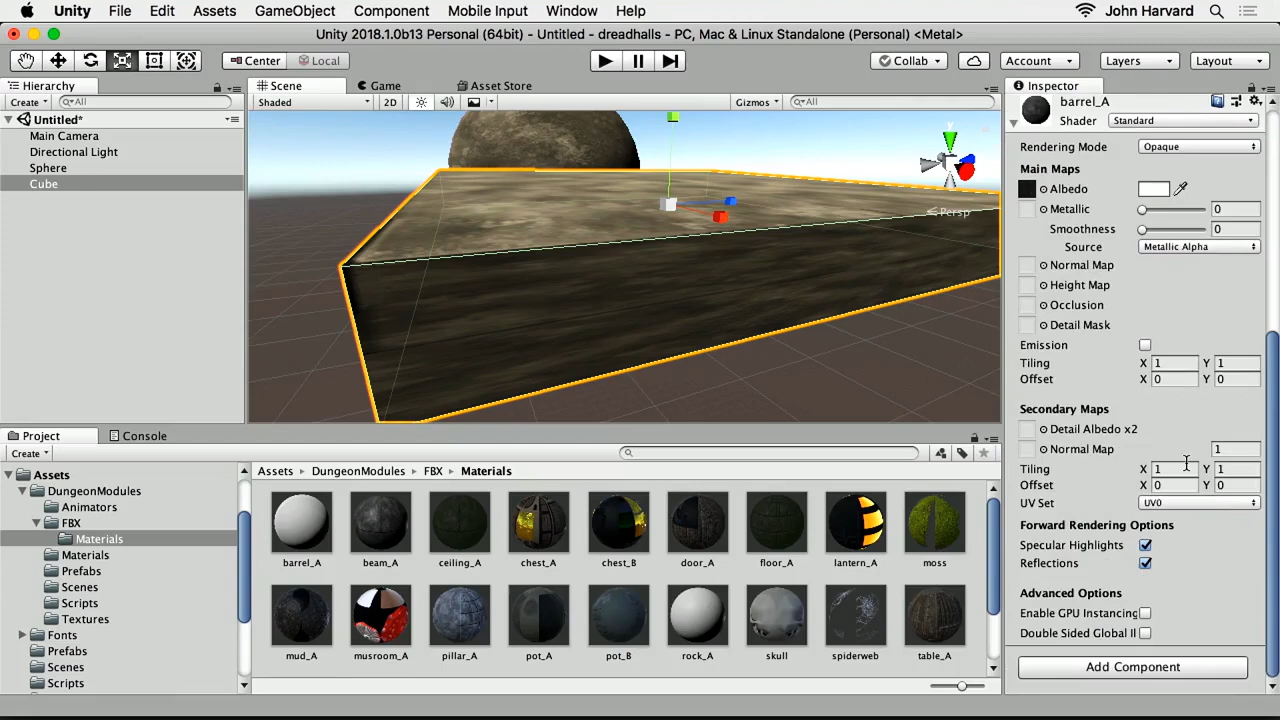 Unity File Edit Assets GameObject Component Mobile Input Window Help John Harvard
Unity 2018.1.0b13 Personal (64bit) - Untitled - dreadhalls - PC, Mac & Linux Standalone (Personal) <Metal>
Center Local Collab Account Layers Layout
Hierarchy
Create All
Untitled*
Main Camera
Directional Light
Sphere
Cube
Scene Game Asset Store
Shaded 2D Gizmos All
y
Persp
Inspector
barrel_A
Shader Standard
Rendering Mode Opaque
Main Maps
Albedo
Metallic 0
Smoothness 0
Source Metallic Alpha
Normal Map
Height Map
Occlusion
Detail Mask
Emission
Tiling X 1 Y 1
Offset X 0 Y 0
Secondary Maps
Detail Albedo x2
Normal Map 1
Tiling X 1 Y 1
Offset X 0 Y 0
UV Set UV0
Forward Rendering Options
Specular Highlights
Reflections
Advanced Options
Enable GPU Instancing
Double Sided Global Il
Add Component
Project Console
Create
Assets
DungeonModules
Animators
FBX
Materials
Materials
Prefabs
Scenes
Scripts
Textures
Fonts
Prefabs
Scenes
Scripts
Assets DungeonModules FBX Materials
barrel_A beam_A ceiling_A chest_A chest_B door_A floor_A lantern_A moss
mud_A musroom_A pillar_A pot_A pot_B rock_A skull spiderweb table_A